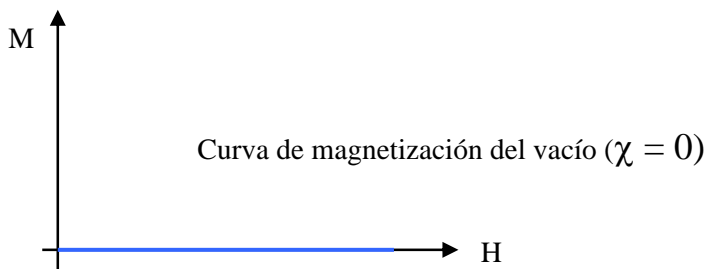 M
Curva de magnetización del vacío (χ = 0)
H